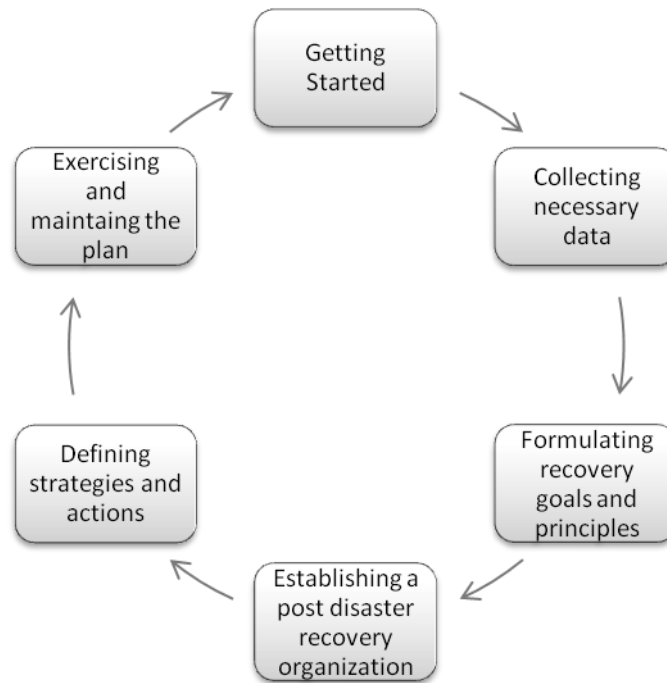 Getting
Started
Collecting
necessary
data
Formulating
recovery
goals and
principles
Establishing a
post disaster
recovery
organization
Defining
strategies and
actions
Exercising
and
maintaing the
plan